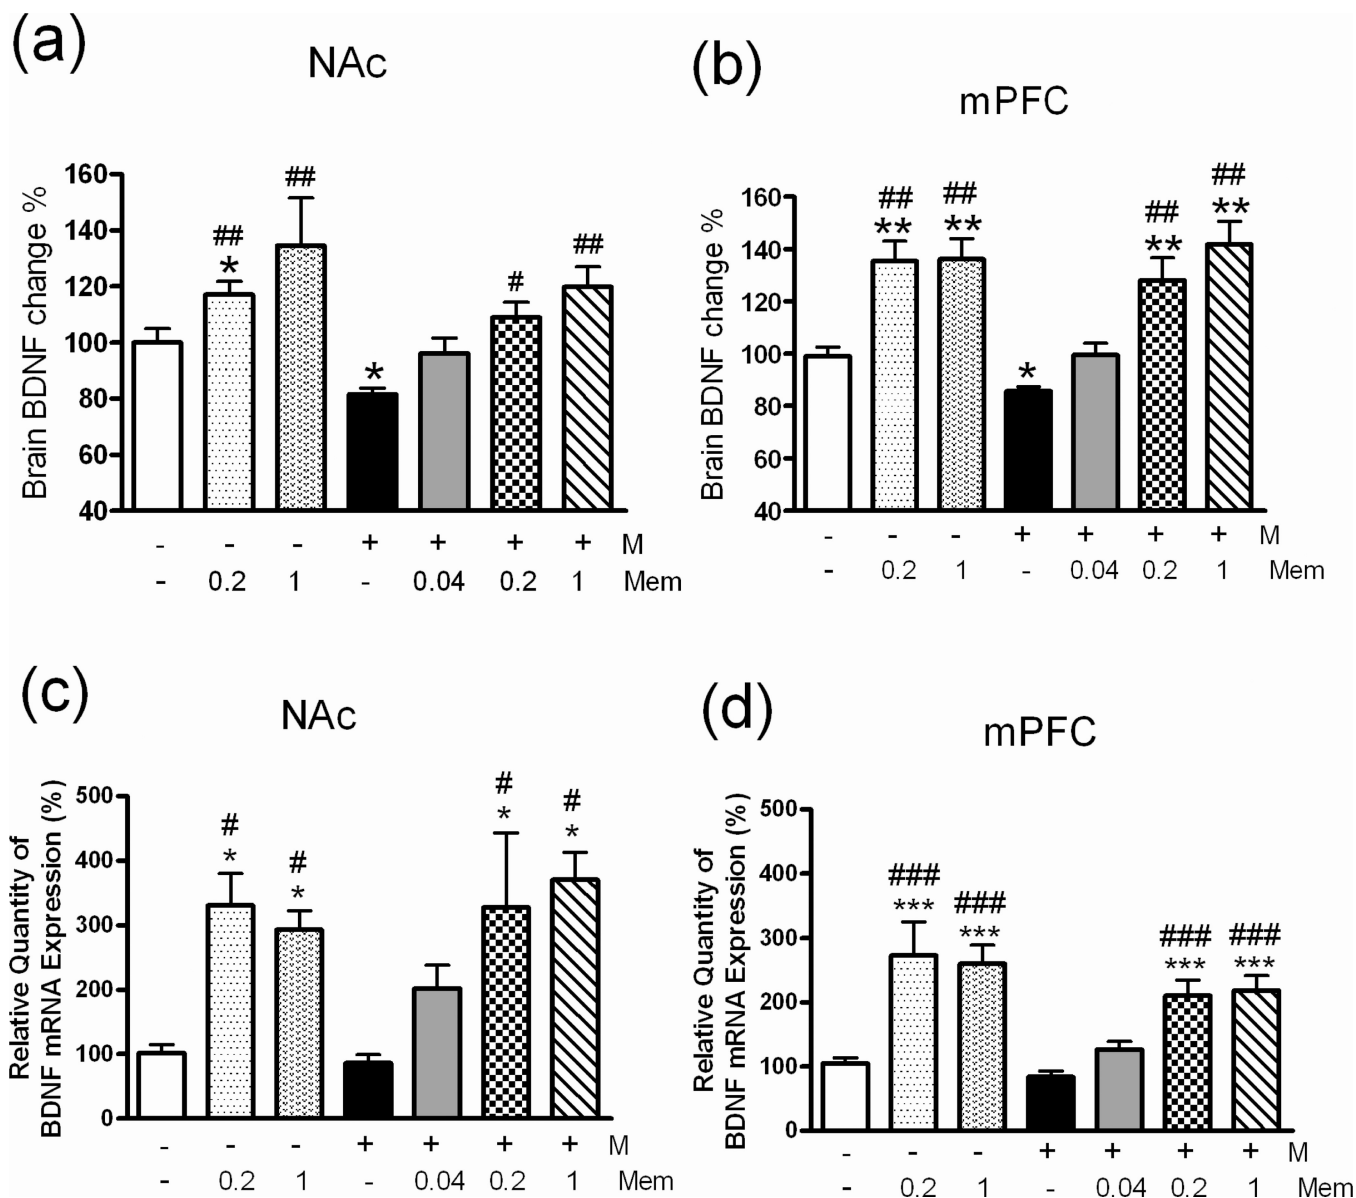 (a)
NAc
Brain BDNF change %
160
140
120
100
80
60
40
##
*
##
*
#
##
- - - + + + + M
- 0.2 1 - 0.04 0.2 1 Mem
(b)
mPFC
Brain BDNF change %
160
140
120
100
80
60
40
##
**
##
**
*
##
**
##
**
- - - + + + + M
- 0.2 1 - 0.04 0.2 1 Mem
(c)
NAc
Relative Quantity of
BDNF mRNA Expression (%)
500
400
300
200
100
0
#
*
#
*
#
*
#
*
- - - + + + + M
- 0.2 1 - 0.04 0.2 1 Mem
(d)
mPFC
Relative Quantity of
BDNF mRNA Expression (%)
500
400
300
200
100
0
###
***
###
***
###
***
###
***
- - - + + + + M
- 0.2 1 - 0.04 0.2 1 Mem